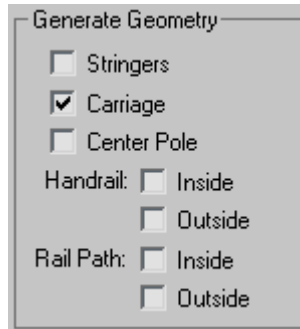 Generate Geometry
Stringers
Carriage
Center Pole
Handrail: Inside
Outside
Rail Path: Inside
Outside